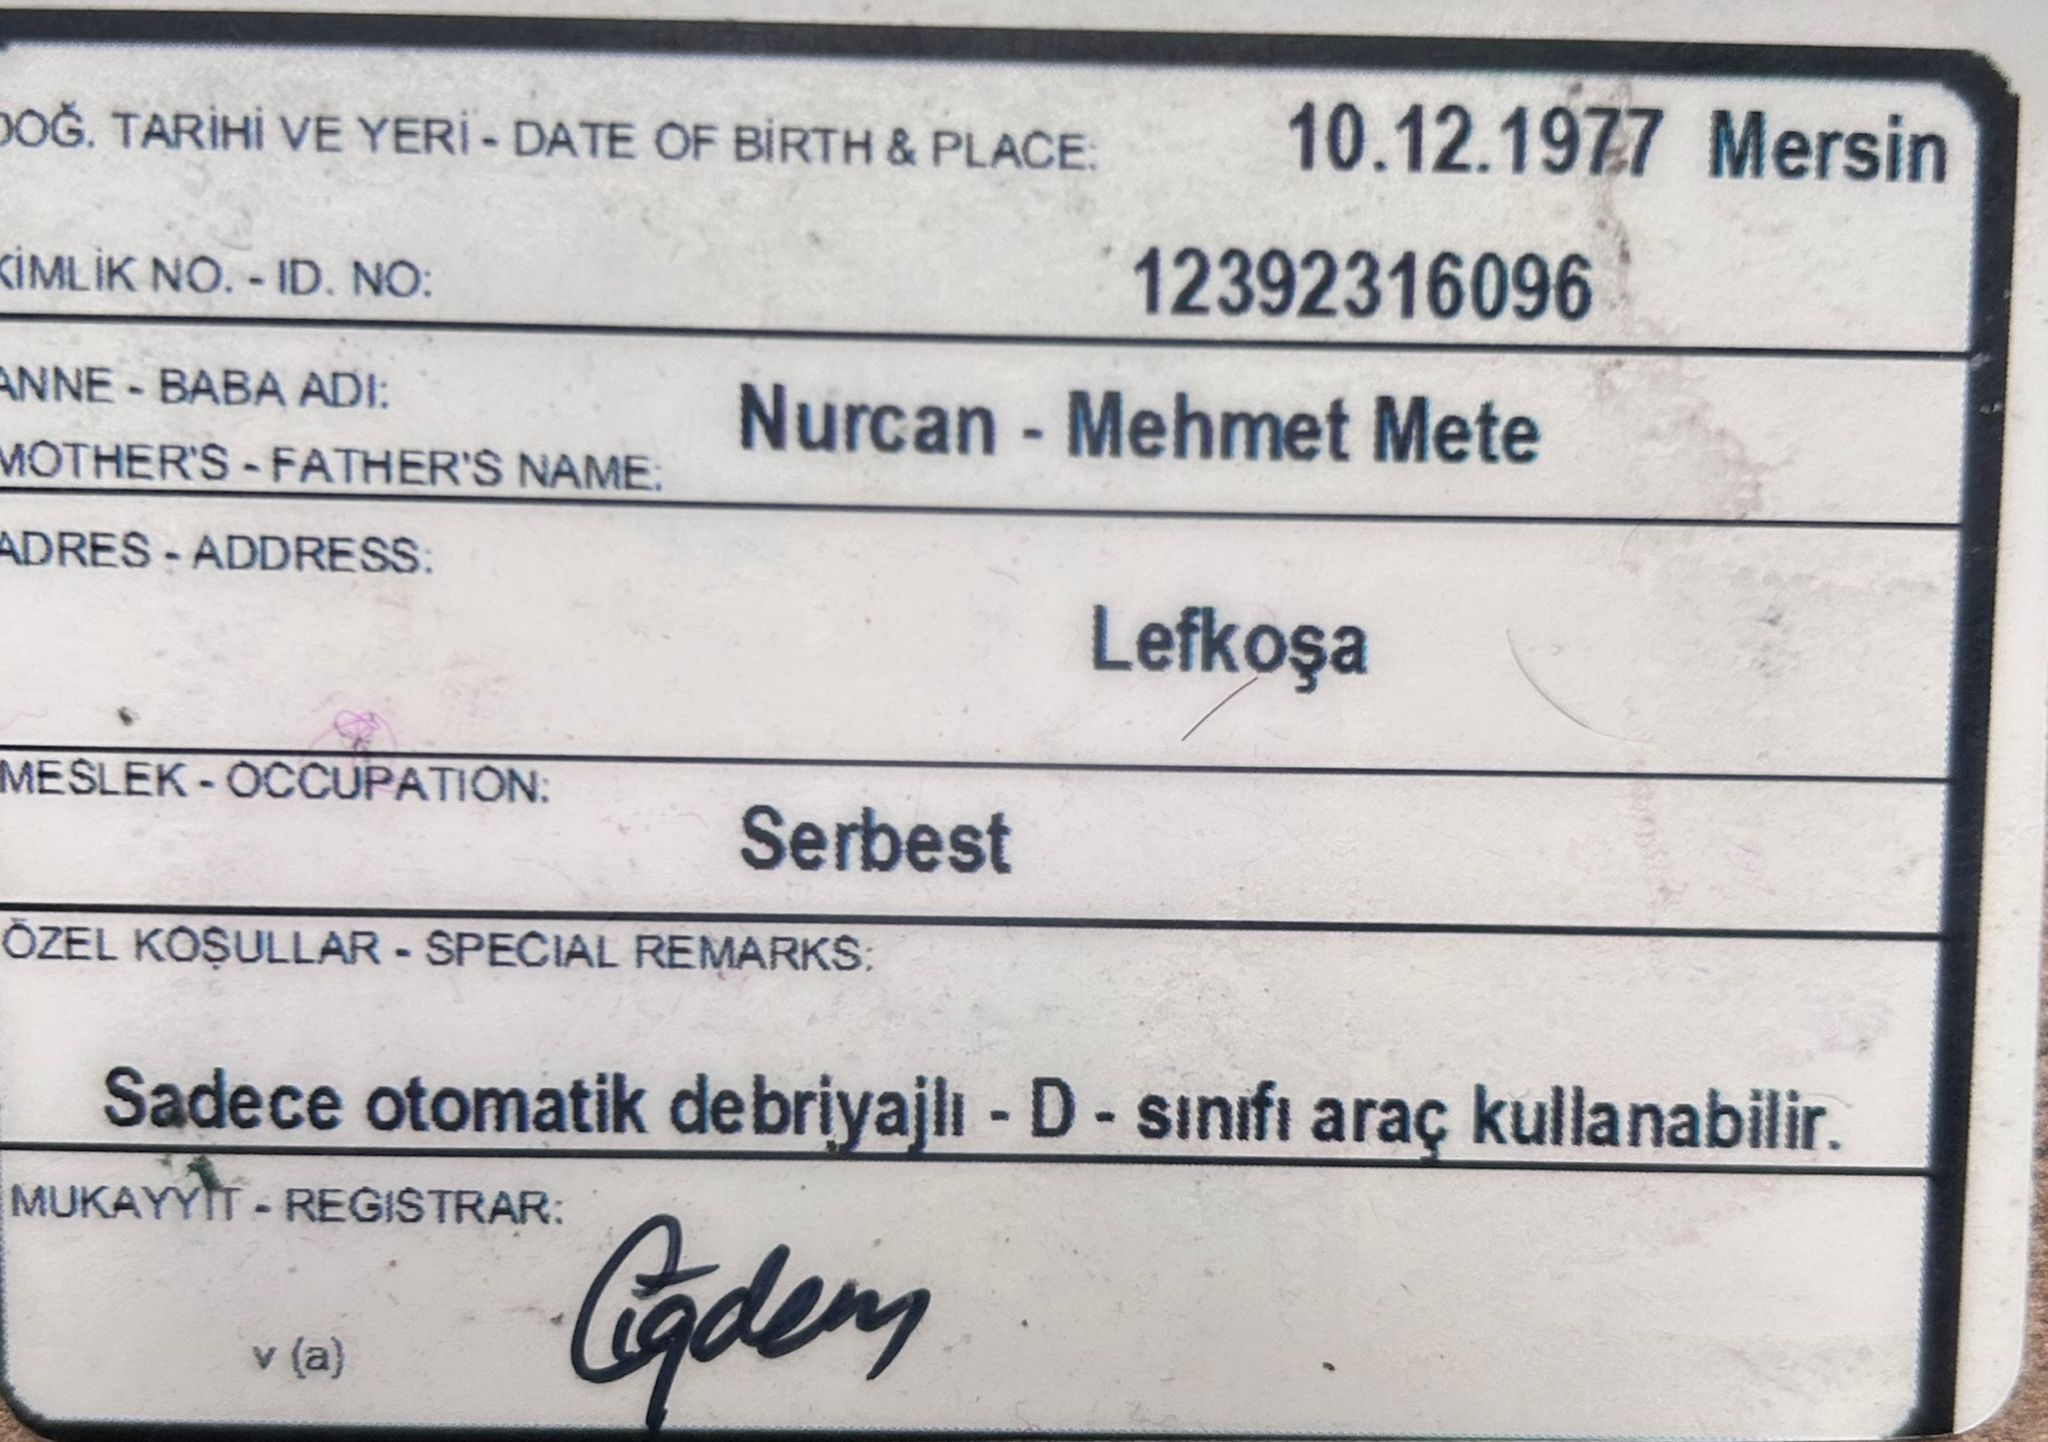 DOĞ. TARİHİ VE YERİ - DATE OF BİRTH & PLACE: 10.12.1977 Mersin
KİMLİK NO. - ID. NO: 12392316096
ANNE - BABA ADI:
MOTHER'S - FATHER'S NAME: Nurcan - Mehmet Mete
ADRES - ADDRESS:
Lefkoşa
MESLEK - OCCUPATION:
Serbest
ÖZEL KOŞULLAR - SPECIAL REMARKS:
Sadece otomatik debriyajlı - D - sınıfı araç kullanabilir.
MUKAYYİT - REGISTRAR:
Çiğdem
v (a)